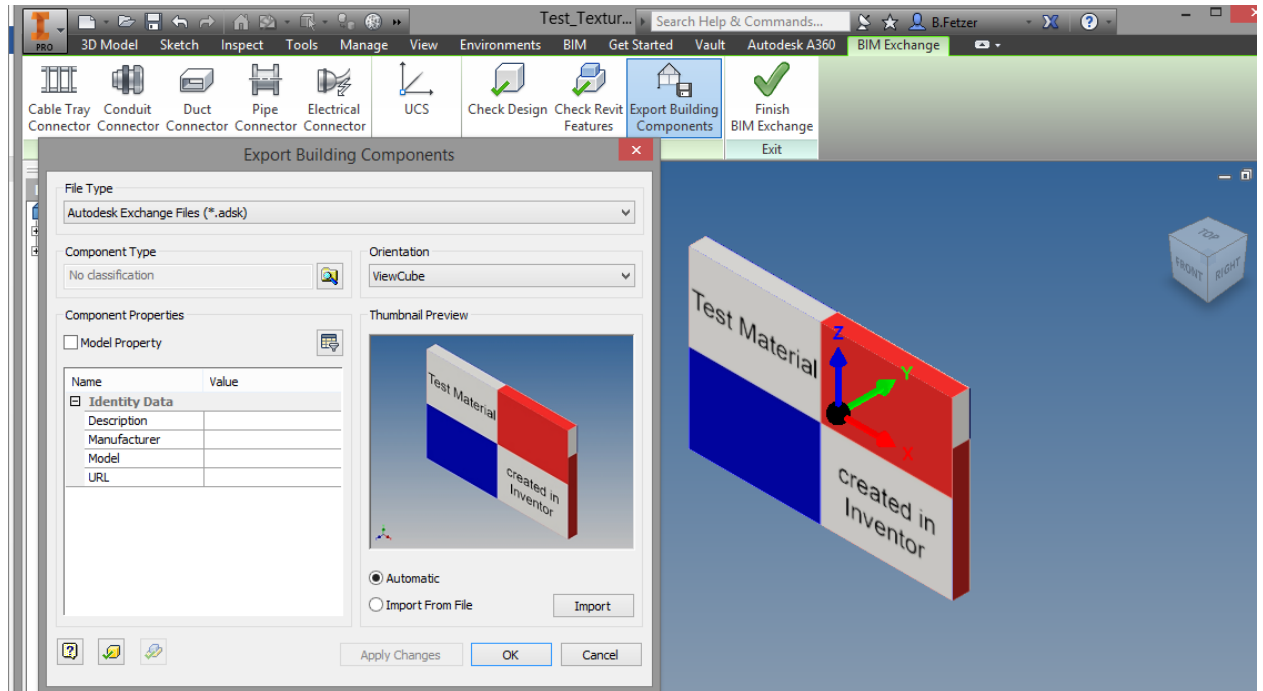 Test_Textur... Search Help & Commands... B.Fetzer
PRO 3D Model Sketch Inspect Tools Manage View Environments BIM Get Started Vault Autodesk A360 BIM Exchange
Cable Tray Conduit Duct Pipe Electrical UCS Check Design Check Revit Export Building Finish
Connector Connector Connector Connector Connector Features Components BIM Exchange
Exit
Export Building Components
File Type
Autodesk Exchange Files (*.adsk)
Component Type Orientation
No classification ViewCube
Component Properties Thumbnail Preview
Model Property
Name Value
Identity Data
Description
Manufacturer
Model
URL
Test Material
created in
Inventor
Automatic
Import From File Import
Apply Changes OK Cancel
TOP
FRONT RIGHT
Test Material
Z
Y
X
created in
Inventor